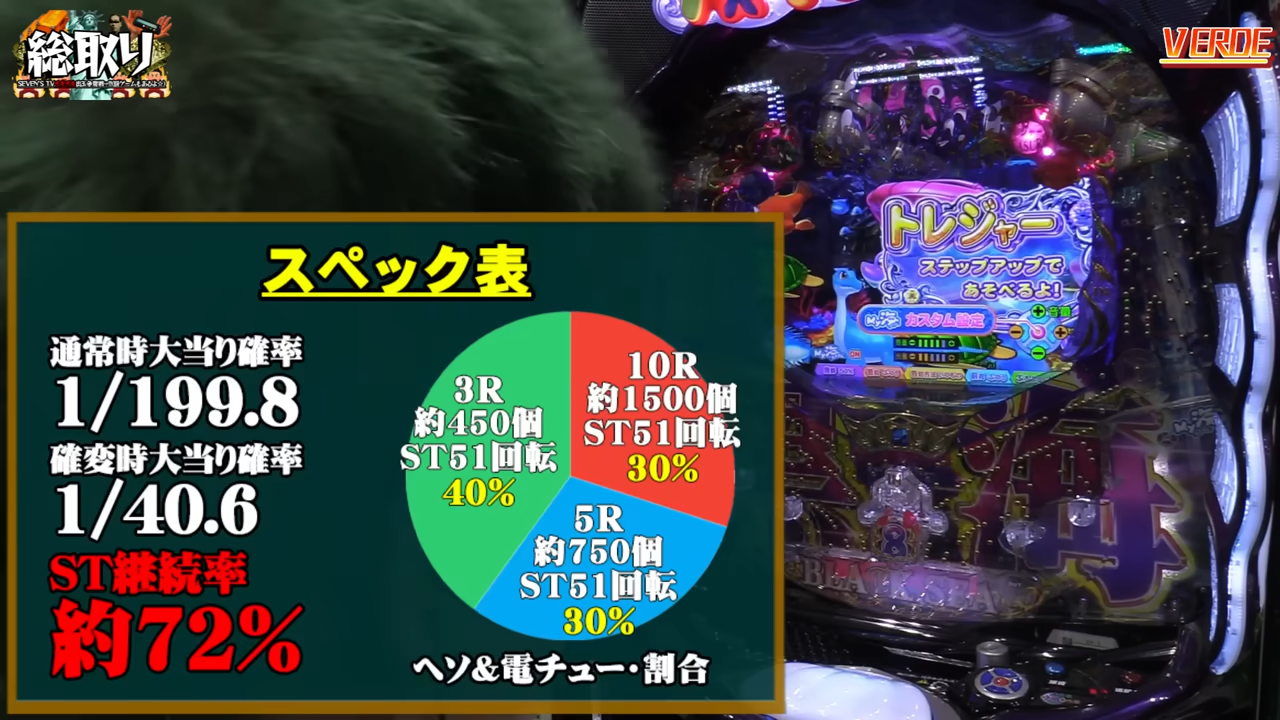 総取り
VERDE
スペック表
通常時大当り確率
1/199.8
確変時大当り確率
1/40.6
ST継続率
約72%
3R
約450個
ST51回転
40%
10R
約1500個
ST51回転
30%
5R
約750個
ST51回転
30%
ヘソ&電チュー・割合
トレジャー
ステップアップで
あそべるよ!
カスタム設定
音量
海
8
BLACK